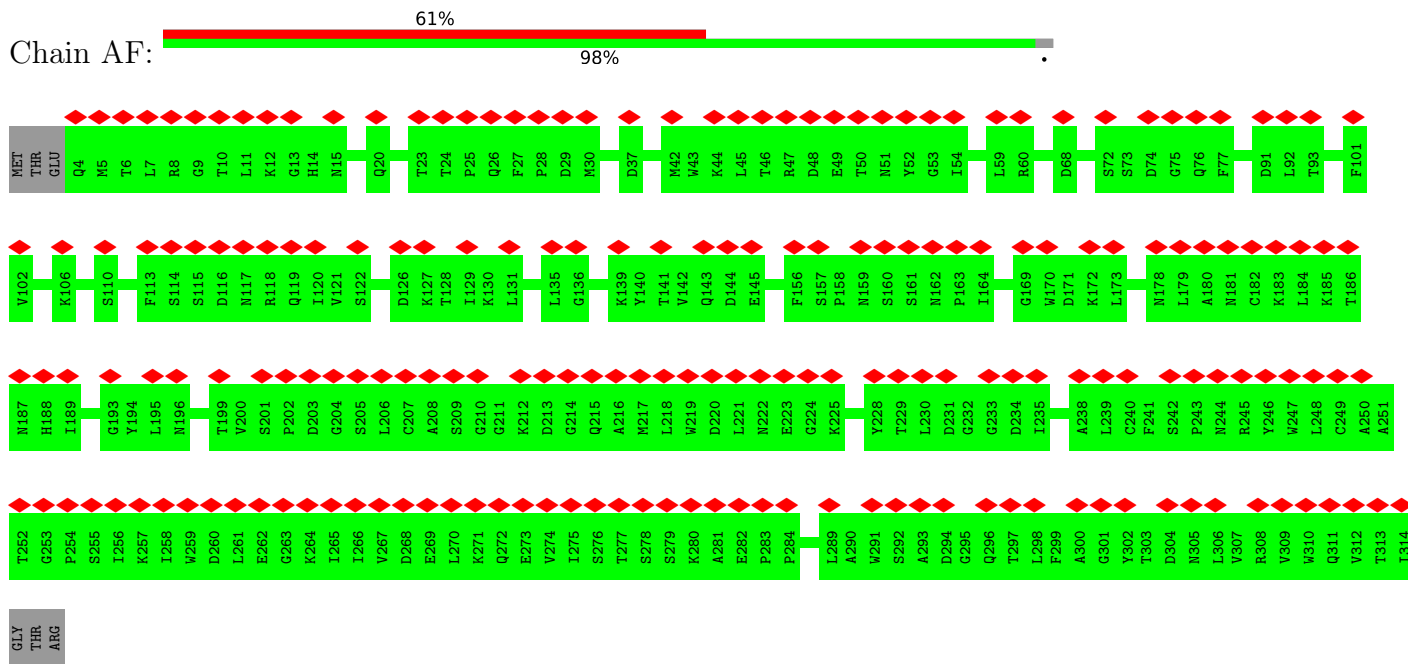 61%
Chain AF:
98%
.
MET THR GLU Q4 M5 T6 L7 R8 G9 T10 L11 K12 G13 H14 N15 Q20 T23 T24 P25 Q26 F27 P28 D29 M30 D37 M42 W43 K44 L45 T46 R47 D48 E49 T50 N51 Y52 G53 I54 L59 R60 D68 S72 S73 D74 G75 Q76 F77 D91 L92 T93 F101
V102 K106 S110 F113 S114 S115 D116 N117 R118 Q119 I120 V121 S122 D126 K127 T128 I129 K130 L131 L135 G136 K139 Y140 T141 V142 Q143 D144 E145 F156 S157 P158 N159 S160 S161 N162 P163 I164 G169 W170 D171 K172 L173 N178 L179 A180 N181 C182 K183 L184 K185 T186
N187 H188 I189 G193 Y194 L195 N196 T199 V200 S201 P202 D203 G204 S205 L206 C207 A208 S209 G210 G211 K212 D213 G214 Q215 A216 M217 L218 W219 D220 L221 N222 E223 G224 K225 Y228 T229 L230 D231 G232 G233 D234 I235 A238 L239 C240 F241 S242 P243 N244 R245 Y246 W247 L248 C249 A250 A251
T252 G253 P254 S255 I256 K257 I258 W259 D260 L261 E262 G263 K264 I265 I266 V267 D268 E269 L270 K271 Q272 E273 V274 I275 S276 T277 S278 S279 K280 A281 E282 P283 P284 L289 A290 W291 S292 A293 D294 G295 Q296 T297 L298 F299 A300 G301 Y302 T303 D304 N305 L306 V307 R308 V309 W310 Q311 V312 T313 I314
GLY THR ARG